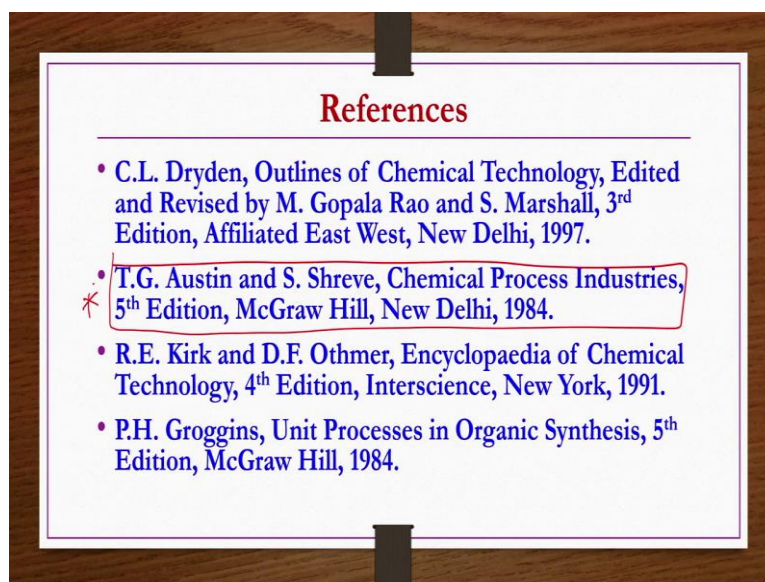 References
• C.L. Dryden, Outlines of Chemical Technology, Edited
and Revised by M. Gopala Rao and S. Marshall, 3rd
Edition, Affiliated East West, New Delhi, 1997.
• T.G. Austin and S. Shreve, Chemical Process Industries,
5th Edition, McGraw Hill, New Delhi, 1984.
• R.E. Kirk and D.F. Othmer, Encyclopaedia of Chemical
Technology, 4th Edition, Interscience, New York, 1991.
• P.H. Groggins, Unit Processes in Organic Synthesis, 5th
Edition, McGraw Hill, 1984.